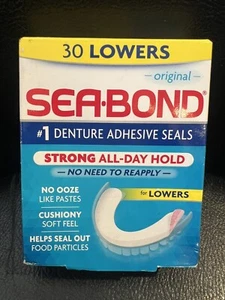 30 LOWERS
– original –
SEA·BOND®
#1 DENTURE ADHESIVE SEALS
STRONG ALL-DAY HOLD
– NO NEED TO REAPPLY –
NO OOZE
LIKE PASTES
CUSHIONY
SOFT FEEL
HELPS SEAL OUT
FOOD PARTICLES
for LOWERS